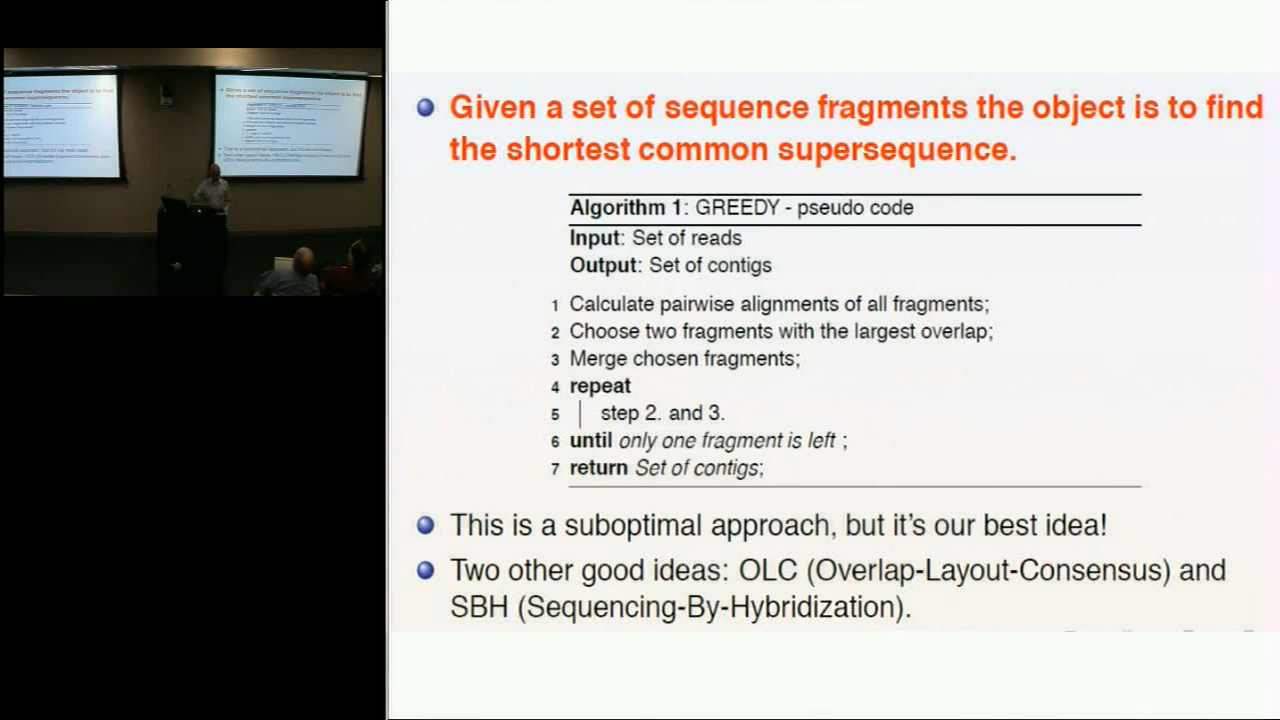 Given a set of sequence fragments the object is to find
the shortest common supersequence.
Algorithm 1: GREEDY - pseudo code
Input: Set of reads
Output: Set of contigs
1 Calculate pairwise alignments of all fragments;
2 Choose two fragments with the largest overlap;
3 Merge chosen fragments;
4 repeat
5 step 2. and 3.
6 until only one fragment is left ;
7 return Set of contigs;
This is a suboptimal approach, but it's our best idea!
Two other good ideas: OLC (Overlap-Layout-Consensus) and
SBH (Sequencing-By-Hybridization).